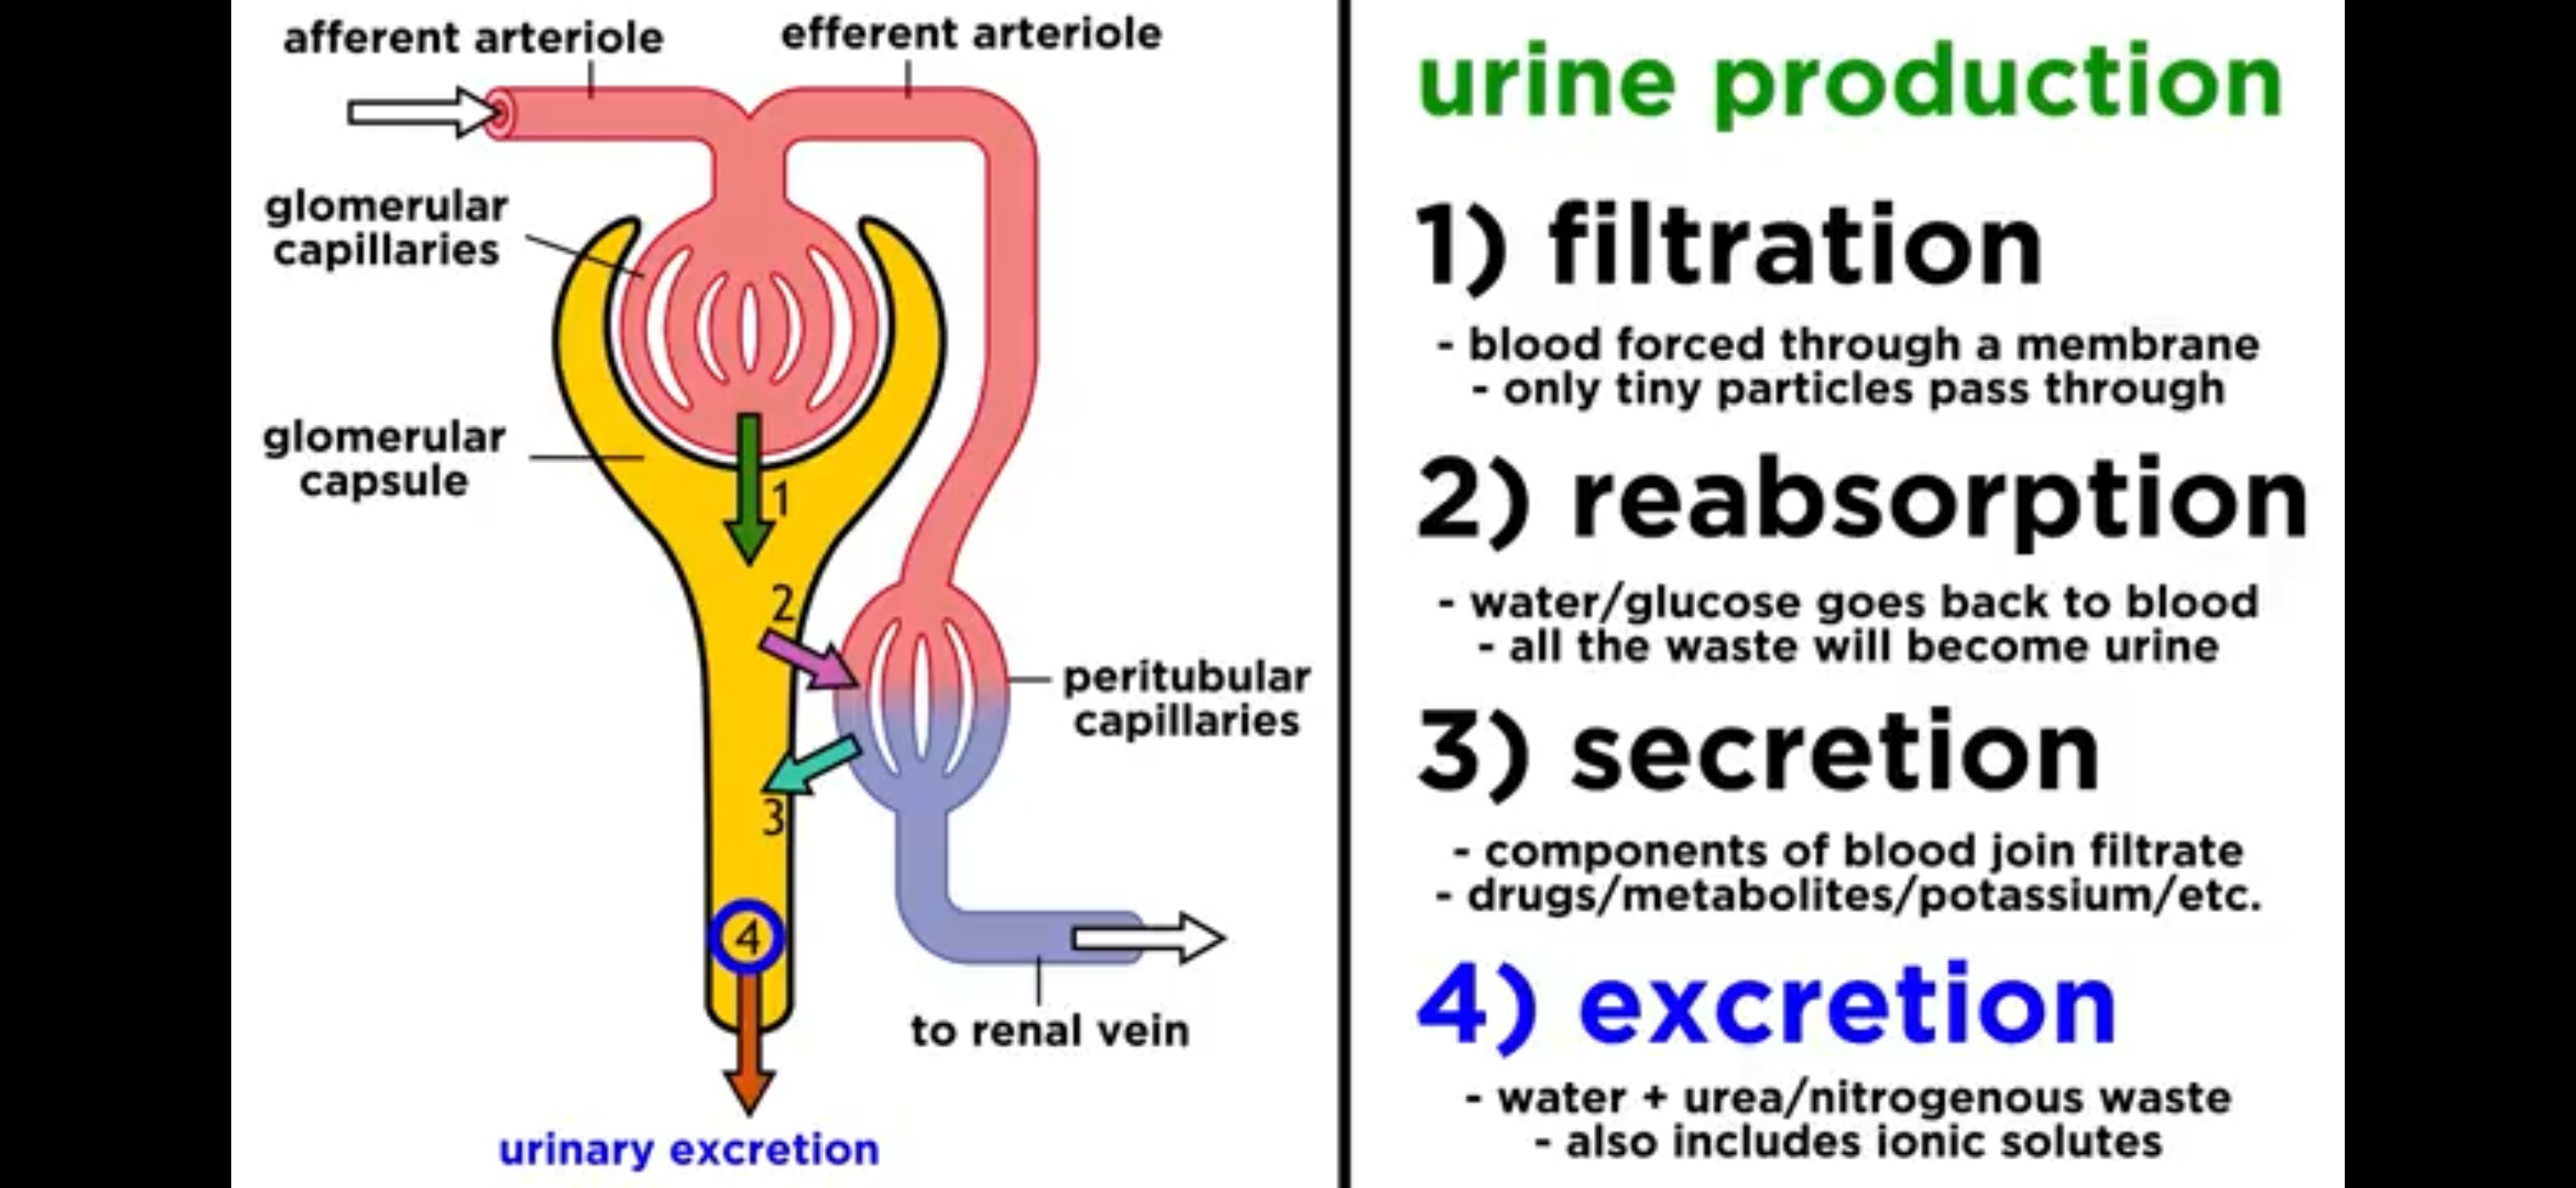 afferent arteriole
efferent arteriole
glomerular
capillaries
glomerular
capsule
1
2
3
4
peritubular
capillaries
to renal vein
urinary excretion
urine production
1) filtration
- blood forced through a membrane
- only tiny particles pass through
2) reabsorption
- water/glucose goes back to blood
- all the waste will become urine
3) secretion
- components of blood join filtrate
- drugs/metabolites/potassium/etc.
4) excretion
- water + urea/nitrogenous waste
- also includes ionic solutes